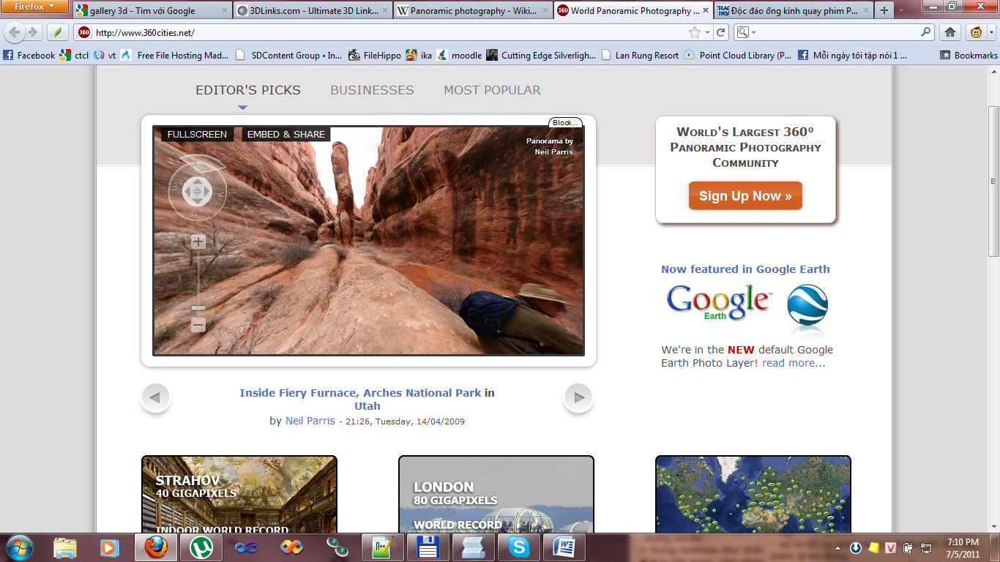 Firefox
gallery 3d - Tìm với Google
3DLinks.com - Ultimate 3D Link...
Panoramic photography - Wiki...
World Panoramic Photography ...
Độc đáo ống kính quay phim P...
http://www.360cities.net/
Facebook
ctcl
vt
Free File Hosting Mad...
SDContent Group • In...
FileHippo
ika
moodle
Cutting Edge Silverligh...
Lan Rung Resort
Point Cloud Library (P...
Mỗi ngày tôi tập nói 1 ...
Bookmarks
EDITOR'S PICKS
BUSINESSES
MOST POPULAR
Block...
FULLSCREEN
EMBED & SHARE
Panorama by
Neil Parris
World's Largest 360°
Panoramic Photography
Community
Sign Up Now »
Now featured in Google Earth
Google™
Earth
We're in the NEW default Google
Earth Photo Layer! read more...
Inside Fiery Furnace, Arches National Park in
Utah
by Neil Parris - 21:26, Tuesday, 14/04/2009
STRAHOV
40 GIGAPIXELS
INDOOR WORLD RECORD
LONDON
80 GIGAPIXELS
WORLD RECORD
7:10 PM
7/5/2011